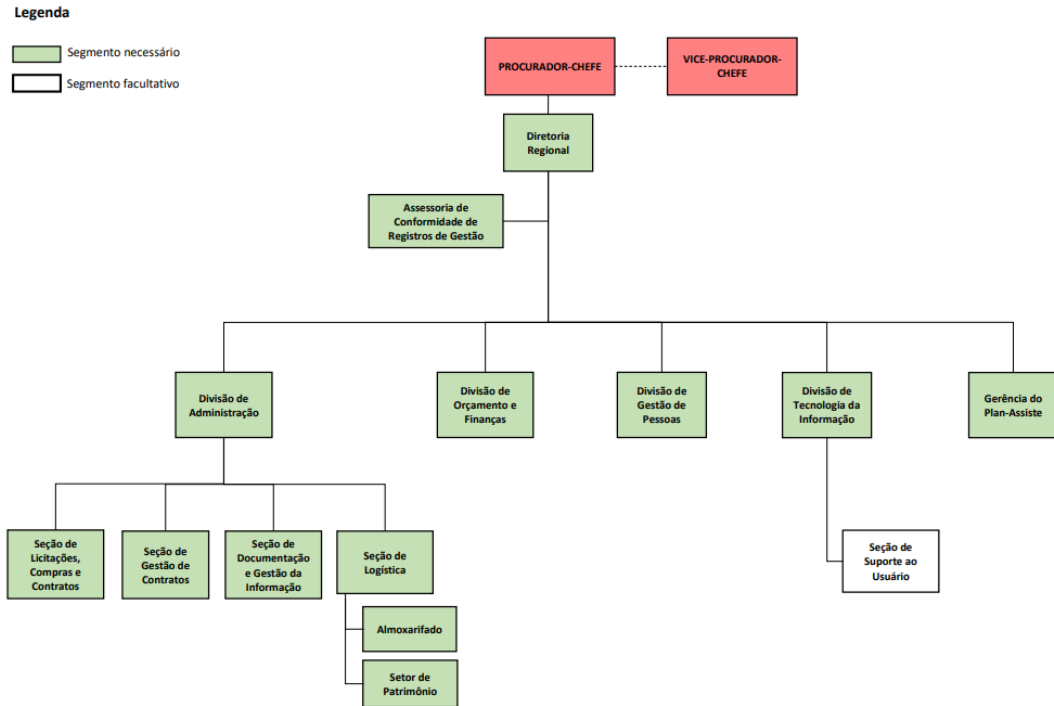 Legenda
Segmento necessário
Segmento facultativo
PROCURADOR-CHEFE
VICE-PROCURADOR-
CHEFE
Diretoria
Regional
Assessoria de
Conformidade de
Registros de Gestão
Divisão de
Administração
Divisão de
Orçamento e
Finanças
Divisão de
Gestão de
Pessoas
Divisão de
Tecnologia da
Informação
Gerência do
Plan-Assiste
Seção de
Licitações,
Compras e
Contratos
Seção de
Gestão de
Contratos
Seção de
Documentação
e Gestão da
Informação
Seção de
Logística
Seção de
Suporte ao
Usuário
Almoxarifado
Setor de
Patrimônio